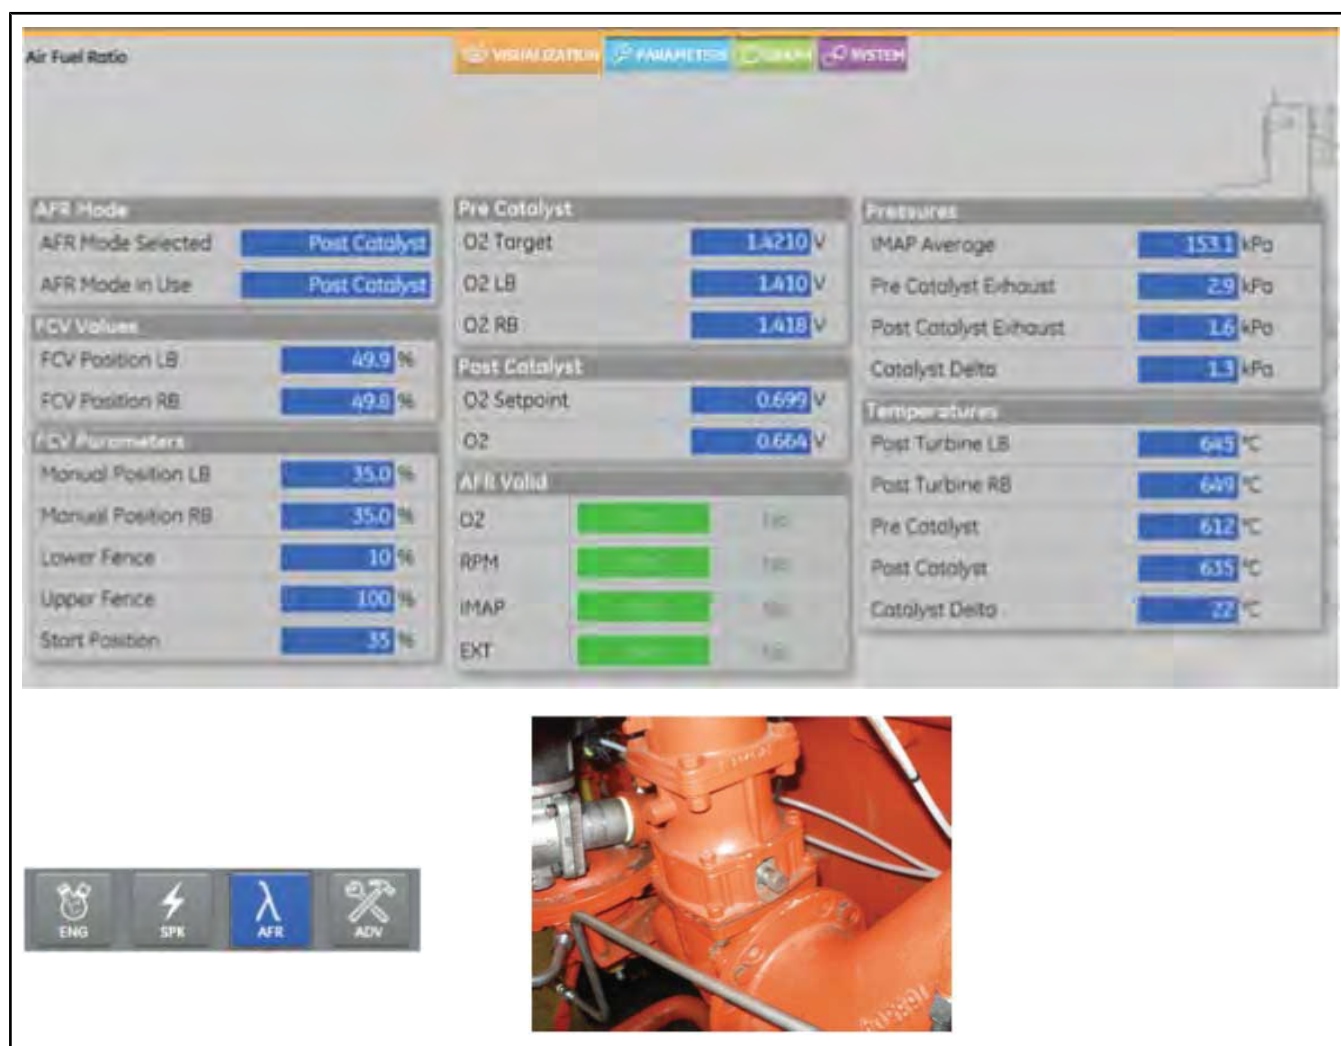 Air Fuel Ratio
VISUALIZATION PARAMETERS GRAPH SYSTEM
AFR Mode
AFR Mode Selected Post Catalyst
AFR Mode in Use Post Catalyst
FCV Values
FCV Position LB 49.9 %
FCV Position RB 49.8 %
FCV Parameters
Manual Position LB 35.0 %
Manual Position RB 35.0 %
Lower Fence 10 %
Upper Fence 100 %
Start Position 35 %
Pre Catalyst
O2 Target 1.4210 V
O2 LB 1.410 V
O2 RB 1.418 V
Post Catalyst
O2 Setpoint 0.699 V
O2 0.664 V
AFR Valid
O2 No
RPM No
IMAP No
EXT No
Pressures
IMAP Average 153.1 kPa
Pre Catalyst Exhaust 2.9 kPa
Post Catalyst Exhaust 1.6 kPa
Catalyst Delta 1.3 kPa
Temperatures
Post Turbine LB 645 °C
Post Turbine RB 649 °C
Pre Catalyst 612 °C
Post Catalyst 635 °C
Catalyst Delta 22 °C
ENG SPK AFR ADV